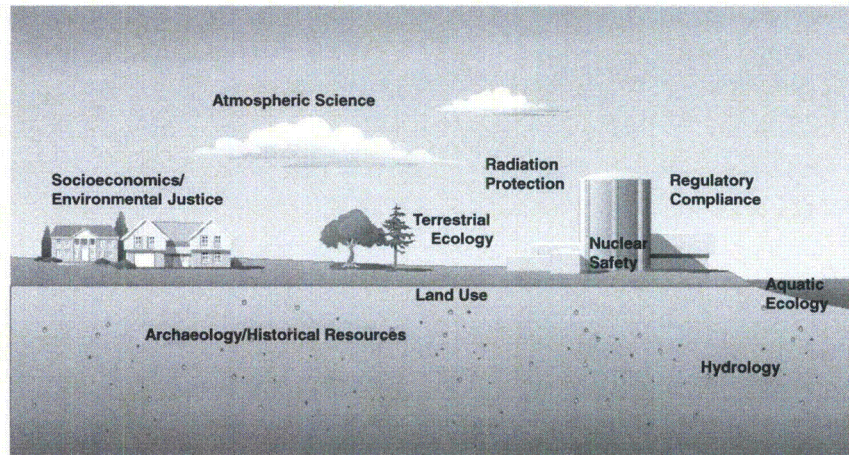 Atmospheric Science
Socioeconomics/
Environmental Justice
Radiation
Protection
Regulatory
Compliance
Terrestrial
Ecology
Nuclear
Safety
Aquatic
Ecology
Land Use
Archaeology/Historical Resources
Hydrology